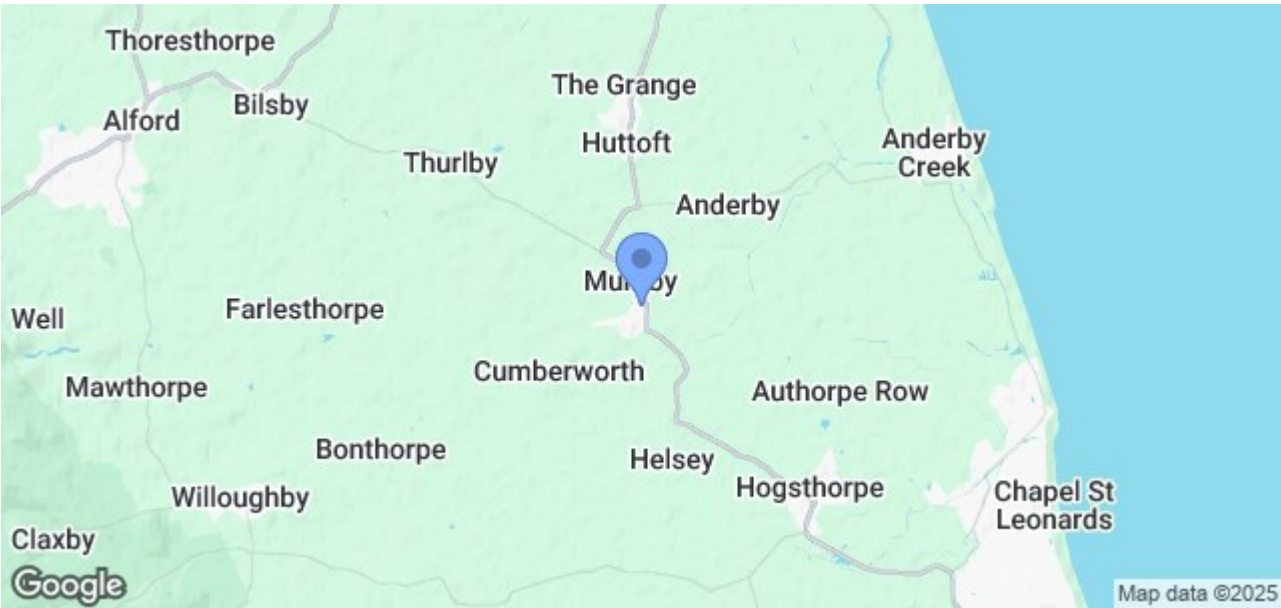 Thoresthorpe
The Grange
Bilsby
Alford
Huttoft
Anderby
Creek
Thurlby
Anderby
Farlesthorpe
Well
Cumberworth
Mawthorpe
Authorpe Row
Bonthorpe
Helsey
Hogsthorpe
Willoughby
Chapel St
Leonards
Claxby
Google
Map data ©2025